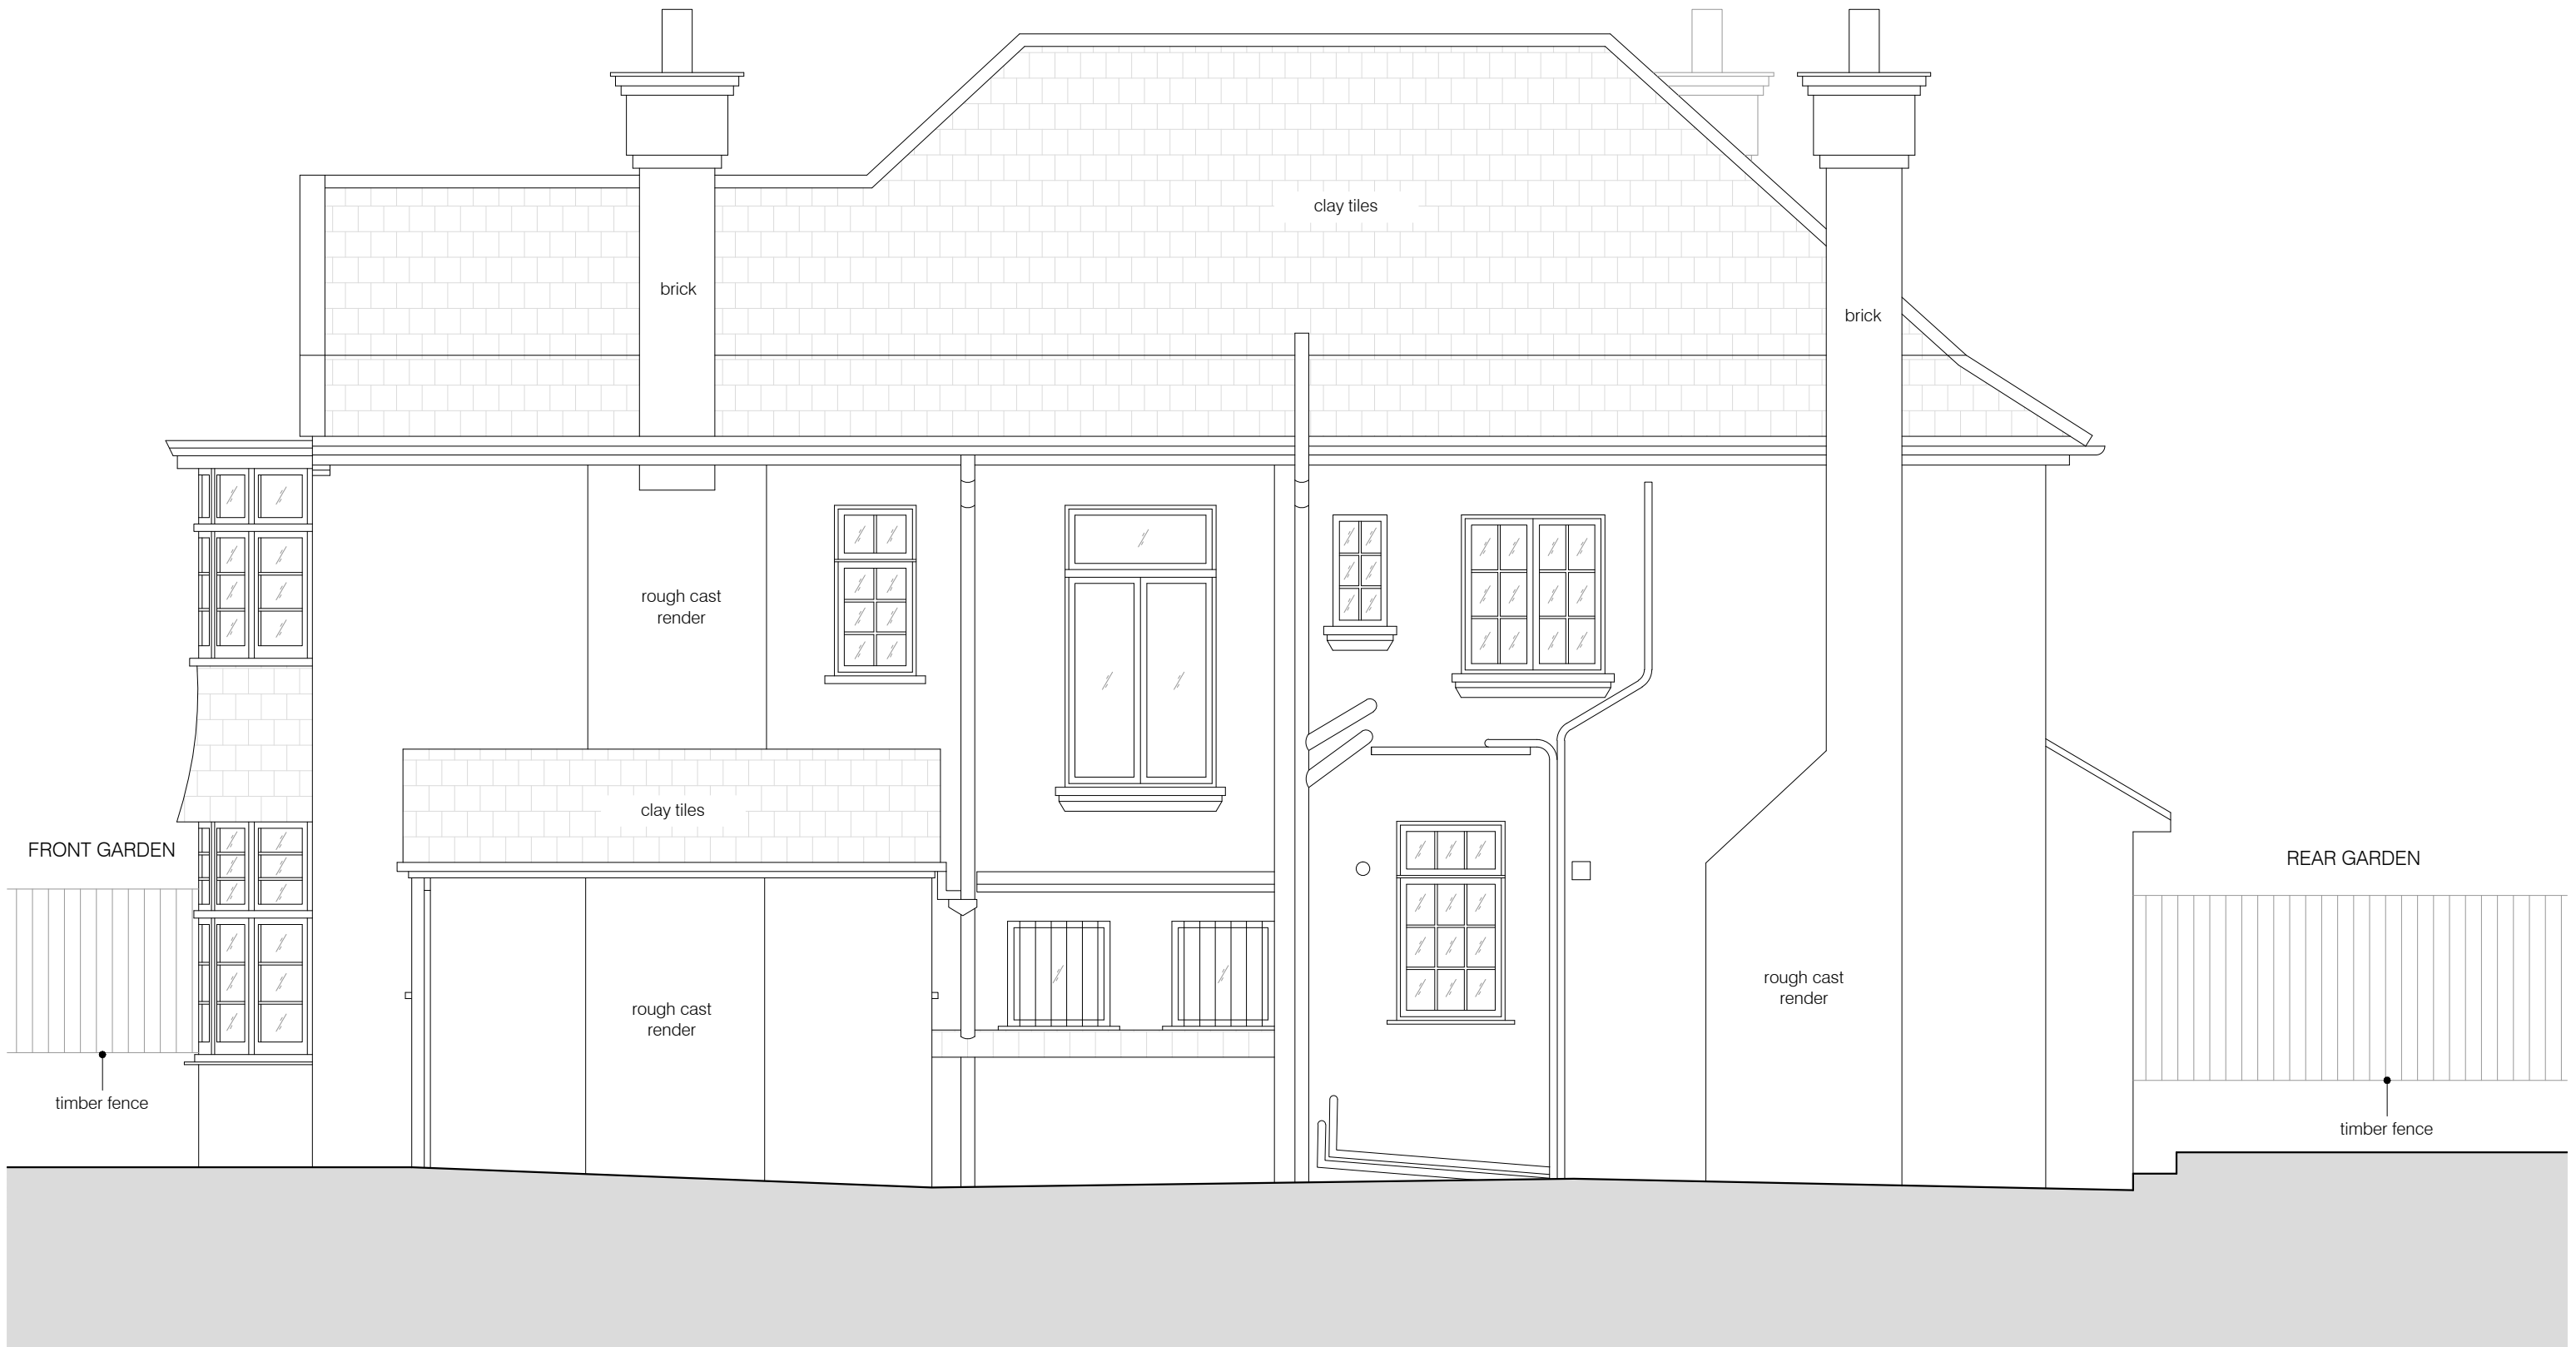 clay tiles
brick
brick
rough cast
render
clay tiles
FRONT GARDEN
REAR GARDEN
rough cast
render
rough cast
render
timber fence
timber fence